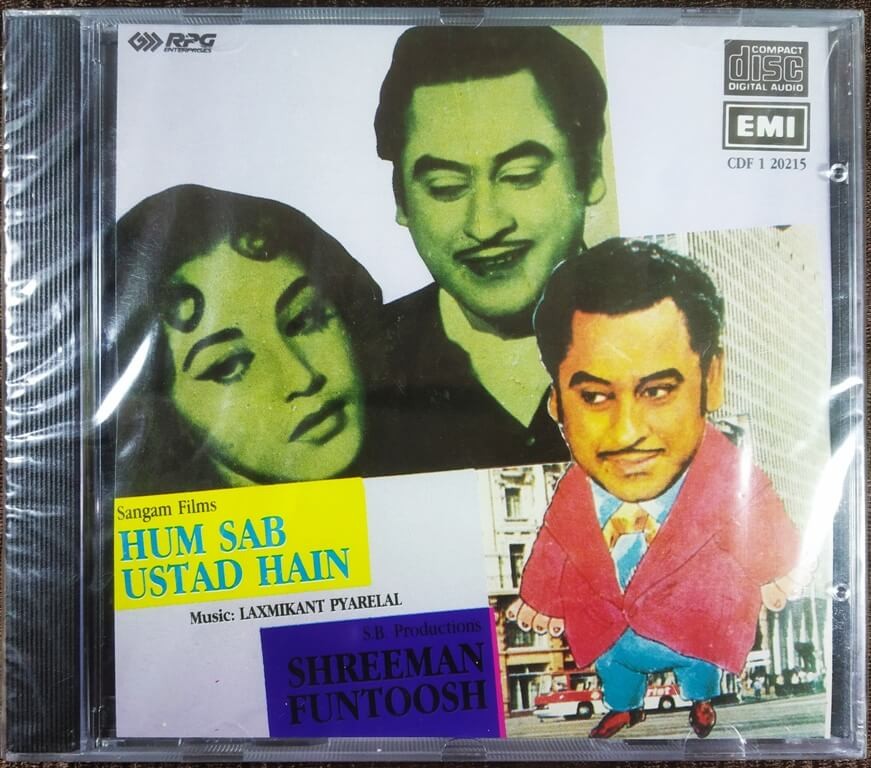 RPG
ENTERPRISES
COMPACT
disc
DIGITAL AUDIO
EMI
CDF 1 20215
Sangam Films
HUM SAB
USTAD HAIN
Music: LAXMIKANT PYARELAL
S.B. Productions
SHREEMAN
FUNTOOSH